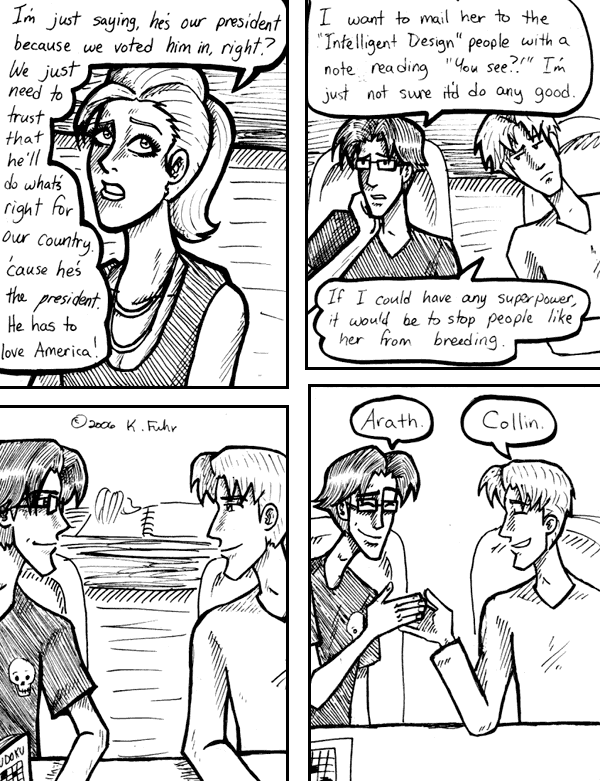 I'm just saying, he's our president
because we voted him in, right?
We just
need to
trust
that
he'll
do what's
right for
our country.
'cause he's
the president.
He has to
love America!
I want to mail her to the
"Intelligent Design" people with a
note reading "You see?!" I'm
just not sure it'd do any good.
If I could have any superpower,
it would be to stop people like
her from breeding.
©2006 K. Fuhr
UDOKU
Arath.
Collin.